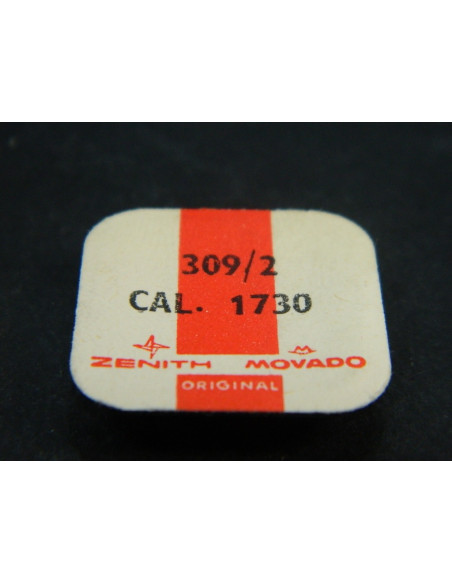 309/2
CAL. 1730
ZENITH MOVADO
ORIGINAL